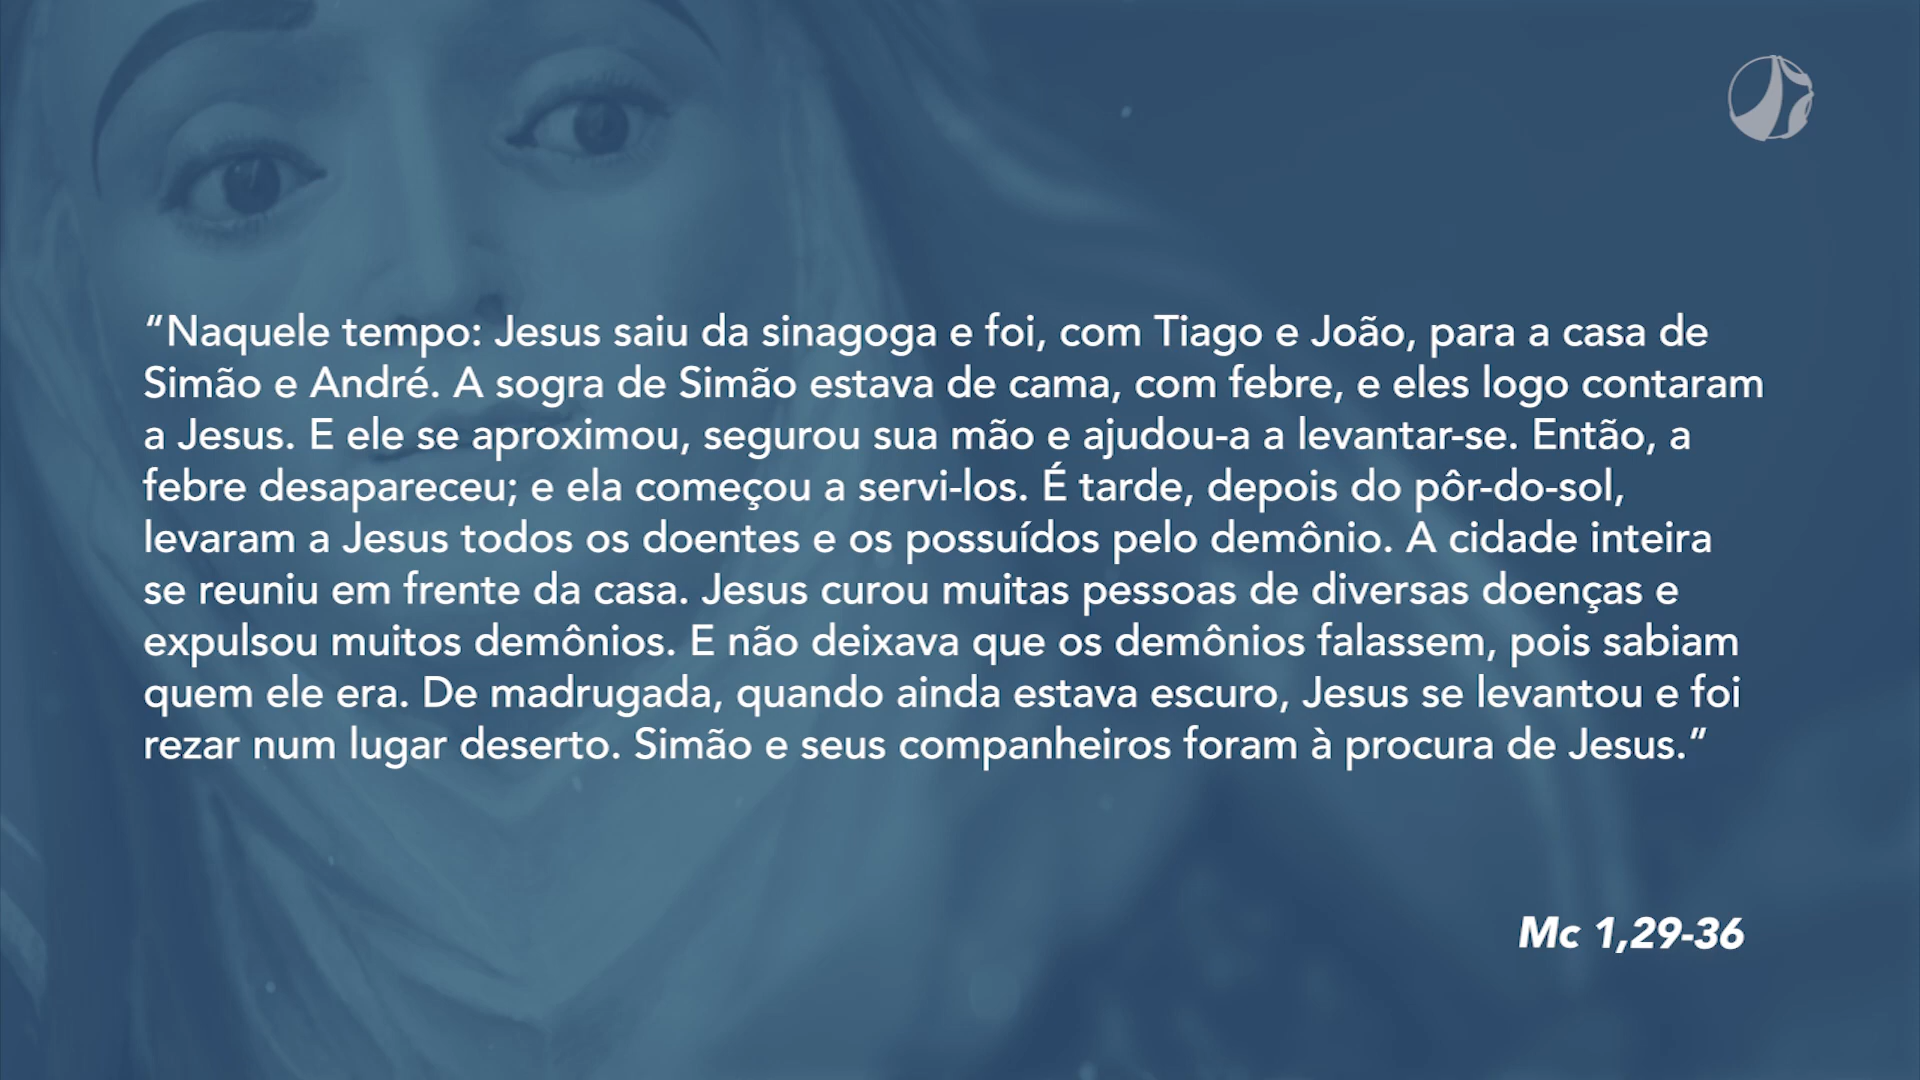 “Naquele tempo: Jesus saiu da sinagoga e foi, com Tiago e João, para a casa de
Simão e André. A sogra de Simão estava de cama, com febre, e eles logo contaram
a Jesus. E ele se aproximou, segurou sua mão e ajudou-a a levantar-se. Então, a
febre desapareceu; e ela começou a servi-los. É tarde, depois do pôr-do-sol,
levaram a Jesus todos os doentes e os possuídos pelo demônio. A cidade inteira
se reuniu em frente da casa. Jesus curou muitas pessoas de diversas doenças e
expulsou muitos demônios. E não deixava que os demônios falassem, pois sabiam
quem ele era. De madrugada, quando ainda estava escuro, Jesus se levantou e foi
rezar num lugar deserto. Simão e seus companheiros foram à procura de Jesus.”
Mc 1,29-36